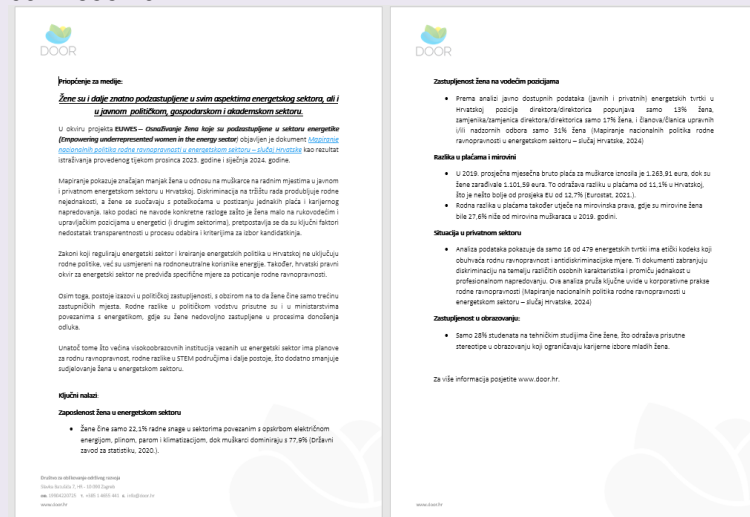 DOOR
Priopćenje za medije:
Žene su i dalje znatno podzastupljene u svim aspektima energetskog sektora, ali i
u javnom političkom, gospodarskom i akademskom sektoru.
U okviru projekta EUWES – Osnaživanje žena koje su podzastupljene u sektoru energetike
(Empowering underrepresented women in the energy sector) objavljen je dokument Mapiranje
nacionalnih politika rodne ravnopravnosti u energetskom sektoru – slučaj Hrvatske kao rezultat
istraživanja provedenog tijekom prosinca 2023. godine i siječnja 2024. godine.
Mapiranje pokazuje značajan manjak žena u odnosu na muškarce na radnim mjestima u javnom
i privatnom energetskom sektoru u Hrvatskoj. Diskriminacija na tržištu rada produbljuje rodne
nejednakosti, a žene se suočavaju s poteškoćama u postizanju jednakih plaća i karijernog
napredovanja. Iako podaci ne navode konkretne razloge zašto je žena malo na rukovodećim i
upravljačkim pozicijama u energetici (i drugim sektorima), pretpostavlja se da su ključni faktori
nedostatak transparentnosti u procesu odabira i kriterijima za izbor kandidatkinja.
Zakoni koji reguliraju energetski sektor i kreiranje energetskih politika u Hrvatskoj ne uključuju
rodne politike, već su usmjereni na rodnoneutralne korisnike energije. Također, hrvatski pravni
okvir za energetski sektor ne predviđa specifične mjere za poticanje rodne ravnopravnosti.
Osim toga, postoje izazovi u političkoj zastupljenosti, s obzirom na to da žene čine samo trećinu
zastupničkih mjesta. Rodne razlike u političkom vodstvu prisutne su i u ministarstvima
povezanima s energetikom, gdje su žene nedovoljno zastupljene u procesima donošenja
odluka.
Unatoč tome što većina visokoobrazovnih institucija vezanih uz energetski sektor ima planove
za rodnu ravnopravnost, rodne razlike u STEM područjima i dalje postoje, što dodatno smanjuje
sudjelovanje žena u energetskom sektoru.
Ključni nalazi:
Zaposlenost žena u energetskom sektoru
• žene čine samo 22,1% radne snage u sektorima povezanim s opskrbom električnom
energijom, plinom, parom i klimatizacijom, dok muškarci dominiraju s 77,9% (Državni
zavod za statistiku, 2020.).
Društvo za oblikovanje održivog razvoja
www.door.hr
DOOR
Zastupljenost žena na vodećim pozicijama
• Prema analizi javno dostupnih podataka (javnih i privatnih) energetskih tvrtki u
Hrvatskoj pozicije direktora/direktorica popunjava samo 13% žena,
zamjenika/zamjenica direktora/direktorica samo 17% žena, i članova/članica upravnih
i/ili nadzornih odbora samo 31% žena (Mapiranje nacionalnih politika rodne
ravnopravnosti u energetskom sektoru – slučaj Hrvatske, 2024)
Razlika u plaćama i mirovini
• U 2019. prosječna mjesečna bruto plaća za muškarce iznosila je 1.263,91 eura, dok su
žene zarađivale 1.101,59 eura. To odražava razliku u plaćama od 11,1% u Hrvatskoj,
što je nešto bolje od prosjeka EU od 12,7% (Eurostat, 2021.).
• Rodna razlika u plaćama također utječe na mirovinska prava, gdje su mirovine žena
bile 27,6% niže od mirovina muškaraca u 2019. godini.
Situacija u privatnom sektoru
• Analiza podataka pokazuje da samo 16 od 479 energetskih tvrtki ima etički kodeks koji
obuhvaća rodnu ravnopravnost i antidiskriminacijske mjere. Ti dokumenti zabranjuju
diskriminaciju na temelju različitih osobnih karakteristika i promiču jednakost u
profesionalnom napredovanju. Ova analiza pruža ključne uvide u korporativne prakse
rodne ravnopravnosti (Mapiranje nacionalnih politika rodne ravnopravnosti u
energetskom sektoru – slučaj Hrvatske, 2024)
Zastupljenost u obrazovanju:
• Samo 28% studenata na tehničkim studijima čine žene, što odražava prisutne
stereotipe u obrazovanju koji ograničavaju karijerne izbore mladih žena.
Za više informacija posjetite www.door.hr.
www.door.hr